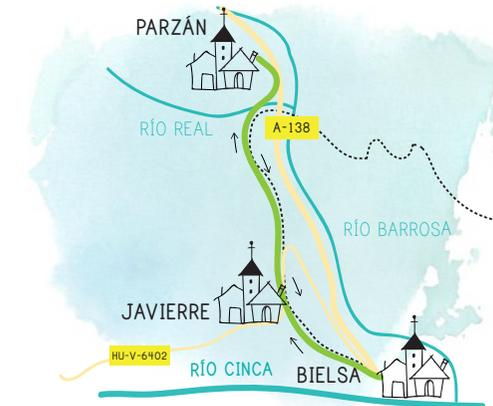 PARZÁN
RÍO REAL
A-138
RÍO BARROSA
JAVIERRE
HU-V-6402
RÍO CINCA
BIELSA